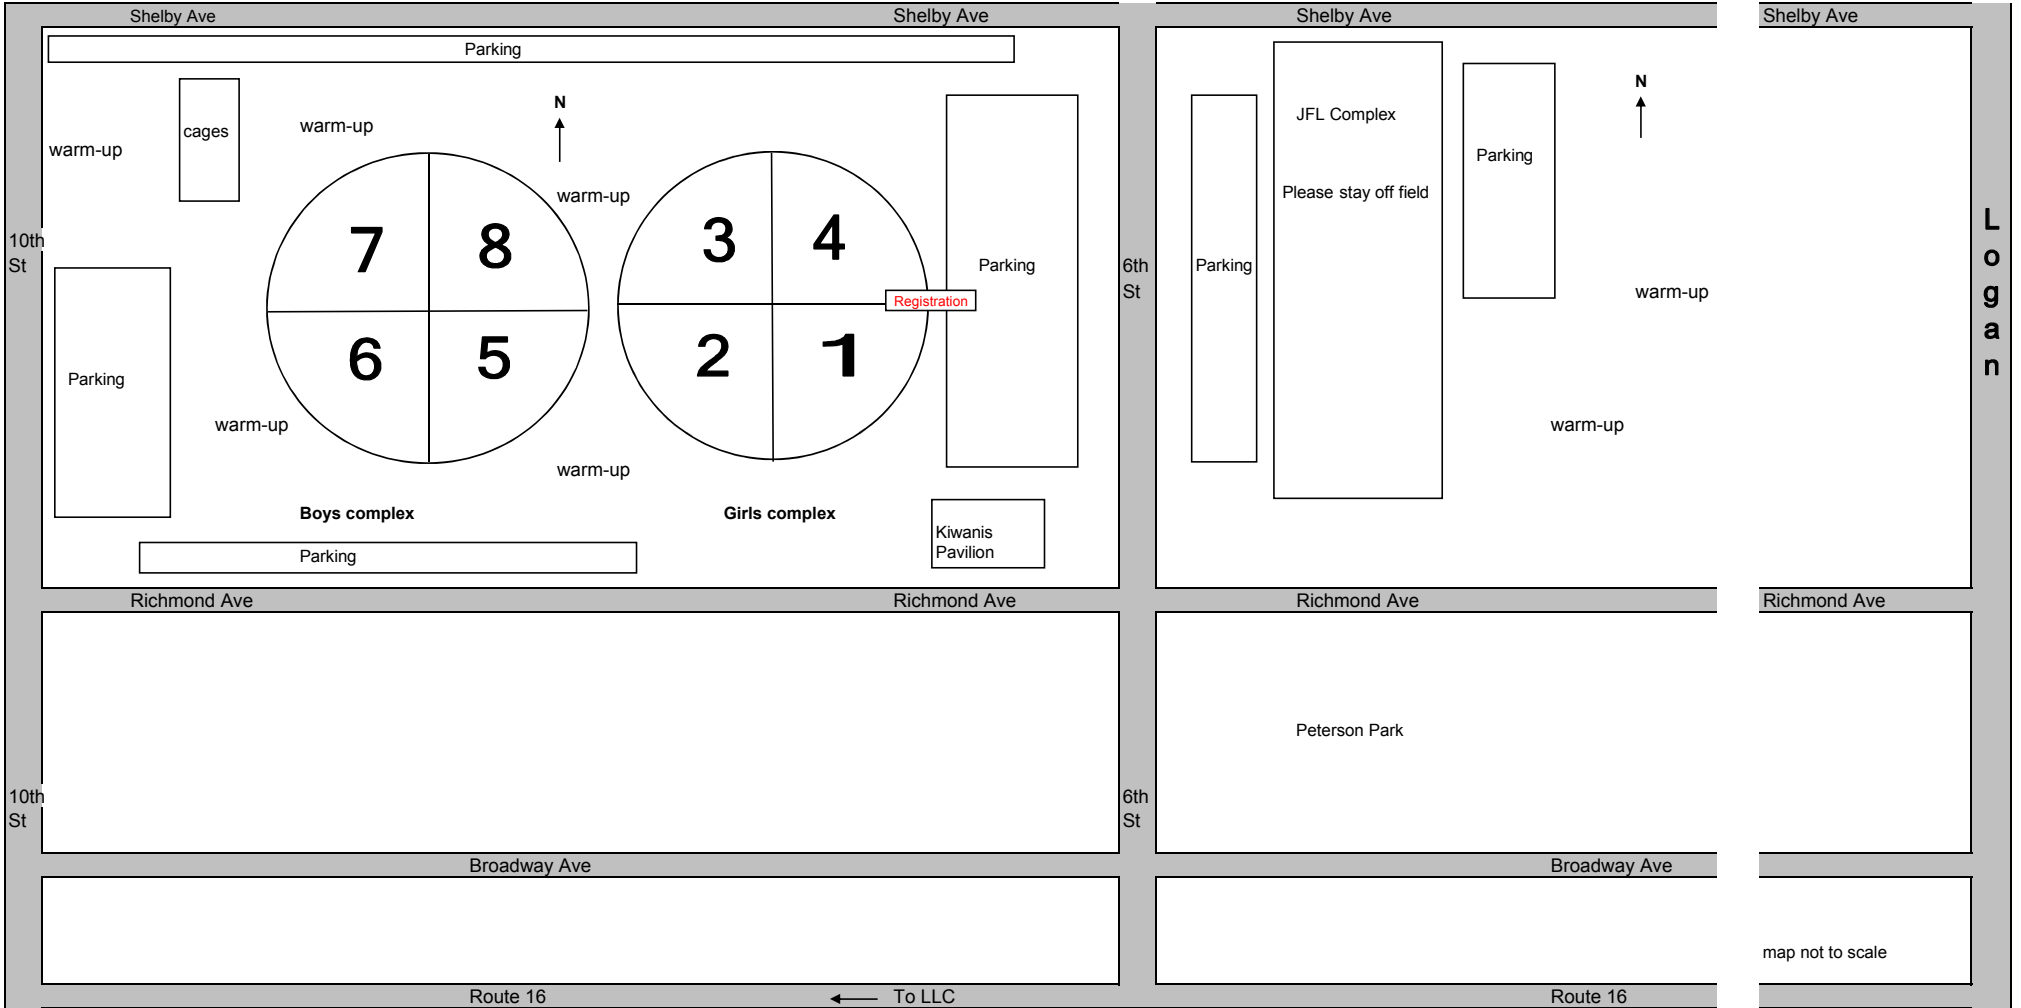 Shelby Ave
Shelby Ave
Shelby Ave
Shelby Ave
Parking
N
N
cages
warm-up
warm-up
warm-up
JFL Complex
Parking
Please stay off field
warm-up
10th
St
7
8
3
4
Parking
6th
St
Parking
Logan
Registration
warm-up
6
5
2
1
Parking
warm-up
warm-up
warm-up
Boys complex
Girls complex
Kiwanis
Pavilion
Parking
Richmond Ave
Richmond Ave
Richmond Ave
Richmond Ave
Peterson Park
10th
St
6th
St
Broadway Ave
Broadway Ave
map not to scale
Route 16
To LLC
Route 16